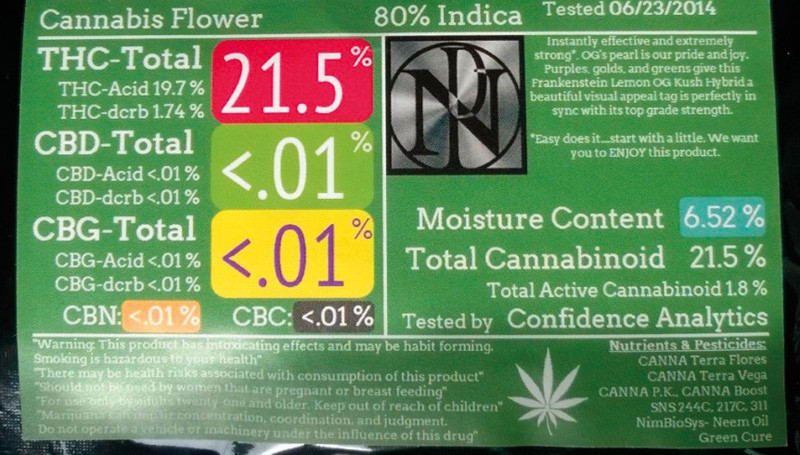 Cannabis Flower
80% Indica
Tested 06/23/2014
THC-Total
21.5%
THC-Acid 19.7 %
THC-dcrb 1.74 %
CBD-Total
<.01%
CBD-Acid <.01 %
CBD-dcrb <.01 %
CBG-Total
<.01%
CBG-Acid <.01 %
CBG-dcrb <.01 %
CBN: <.01 %
CBC: <.01 %
Instantly effective and extremely
strong*, OG's pearl is our pride and joy.
Purples, golds, and greens give this
Frankenstein Lemon OG Kush Hybrid a
beautiful visual appeal tag is perfectly in
sync with its top grade strength.
*Easy does it....start with a little. We want
you to ENJOY this product.
Moisture Content 6.52 %
Total Cannabinoid 21.5 %
Total Active Cannabinoid 1.8 %
Tested by Confidence Analytics
"Warning: This product has intoxicating effects and may be habit forming.
Smoking is hazardous to your health"
"There may be health risks associated with consumption of this product"
"Should not be used by women that are pregnant or breast feeding"
"For use only by adults twenty-one and older. Keep out of reach of children"
"Marijuana can impair concentration, coordination, and judgment.
Do not operate a vehicle or machinery under the influence of this drug"
Nutrients & Pesticides:
CANNA Terra Flores
CANNA Terra Vega
CANNA P.K., CANNA Boost
SNS 244C, 217C, 311
NimBioSys- Neem Oil
Green Cure